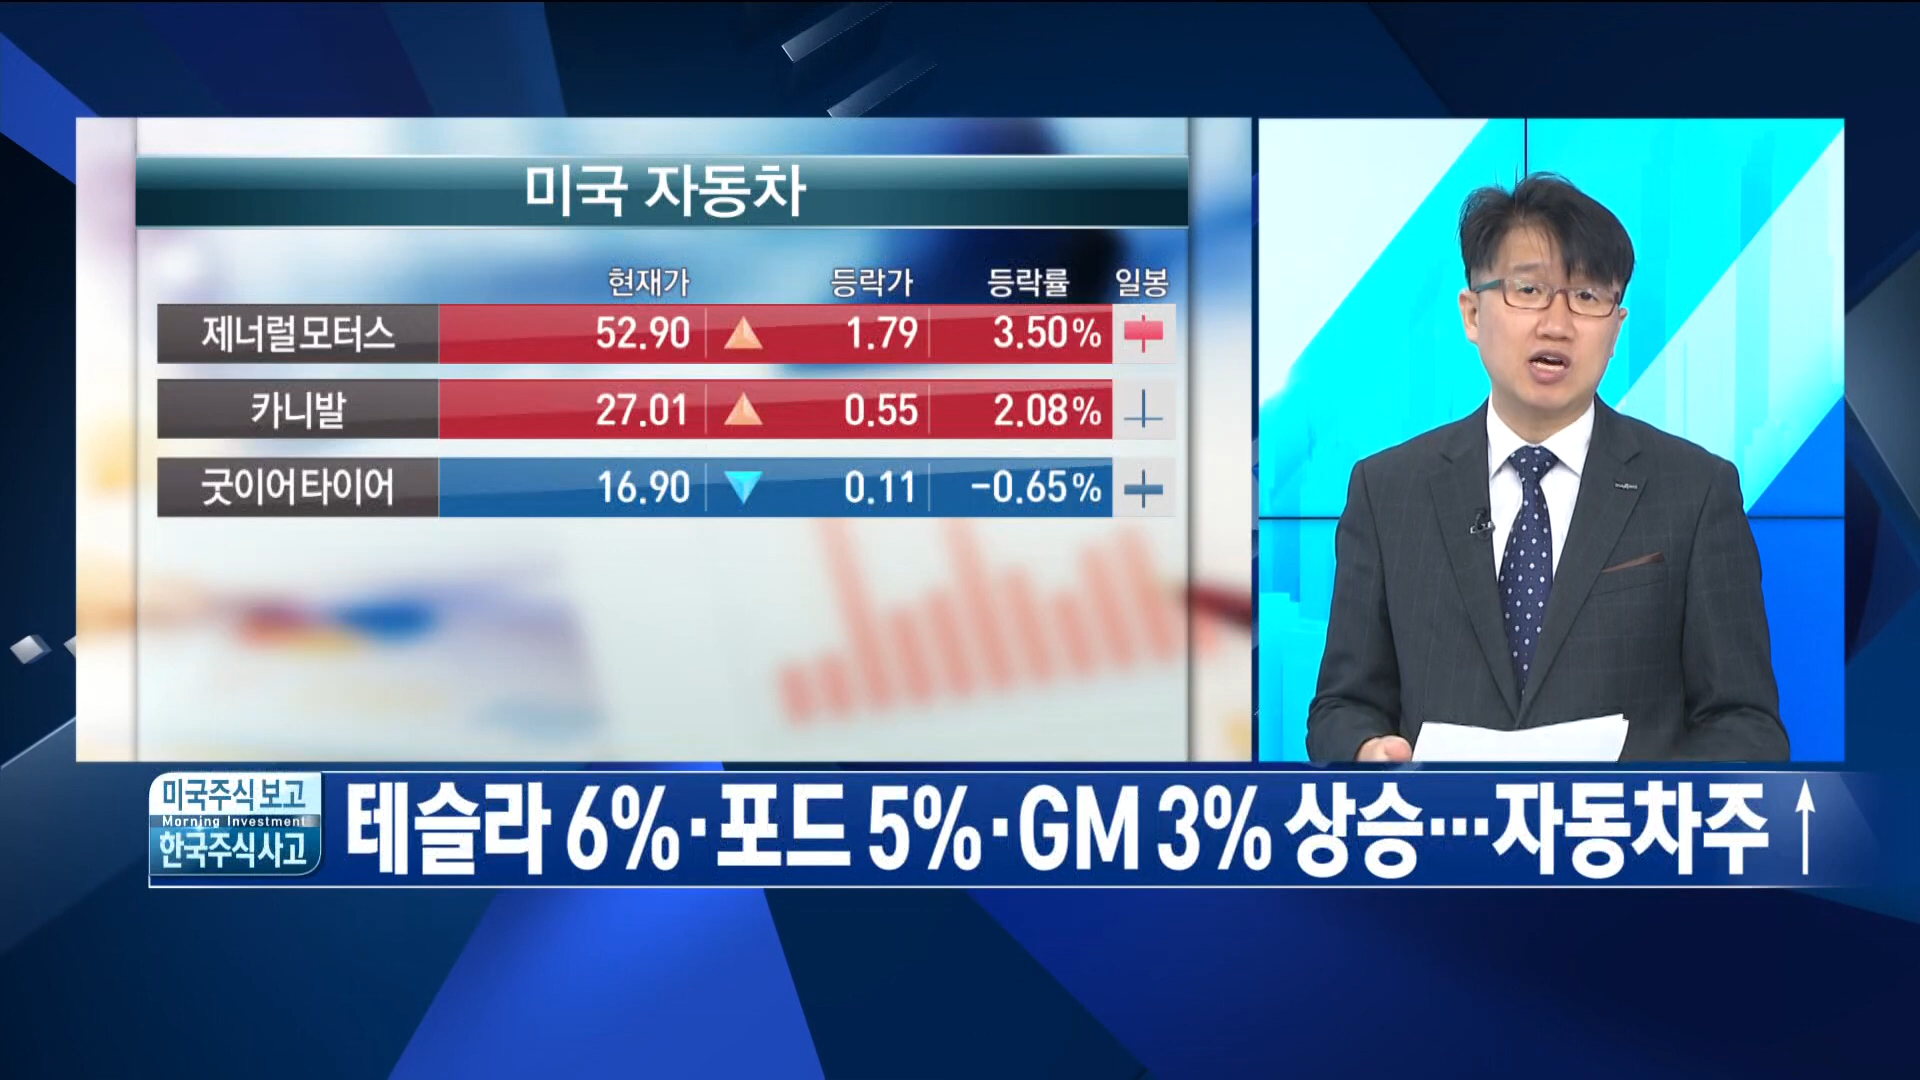 미국 자동차
현재가 등락가 등락률 일봉
제너럴모터스 52.90 ▲ 1.79 3.50%
카니발 27.01 ▲ 0.55 2.08%
굿이어타이어 16.90 ▼ 0.11 -0.65%
미국주식 보고
Morning Investment
한국주식 사고
테슬라 6%·포드 5%·GM 3% 상승…자동차주↑